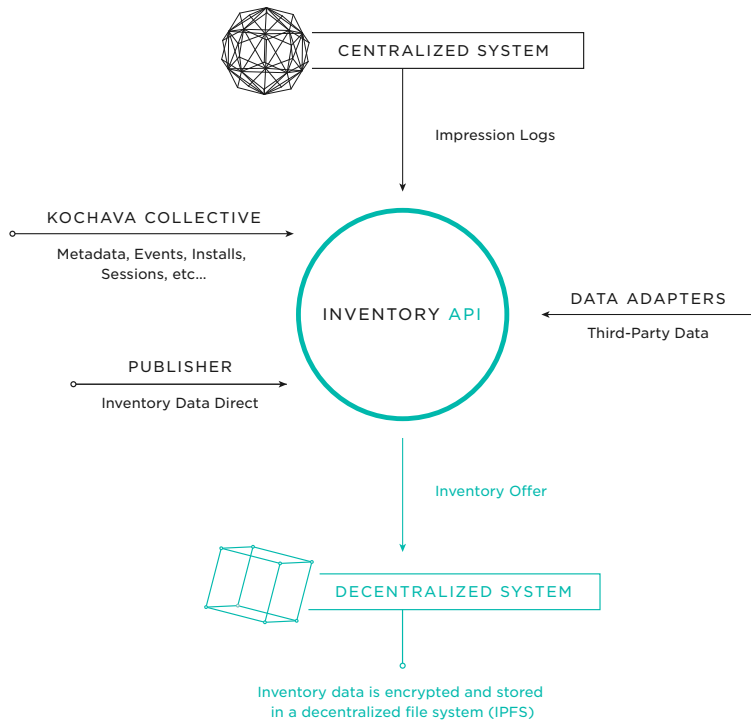 CENTRALIZED SYSTEM
Impression Logs
KOCHAVA COLLECTIVE
Metadata, Events, Installs,
Sessions, etc...
INVENTORY API
DATA ADAPTERS
Third-Party Data
PUBLISHER
Inventory Data Direct
Inventory Offer
DECENTRALIZED SYSTEM
Inventory data is encrypted and stored
in a decentralized file system (IPFS)